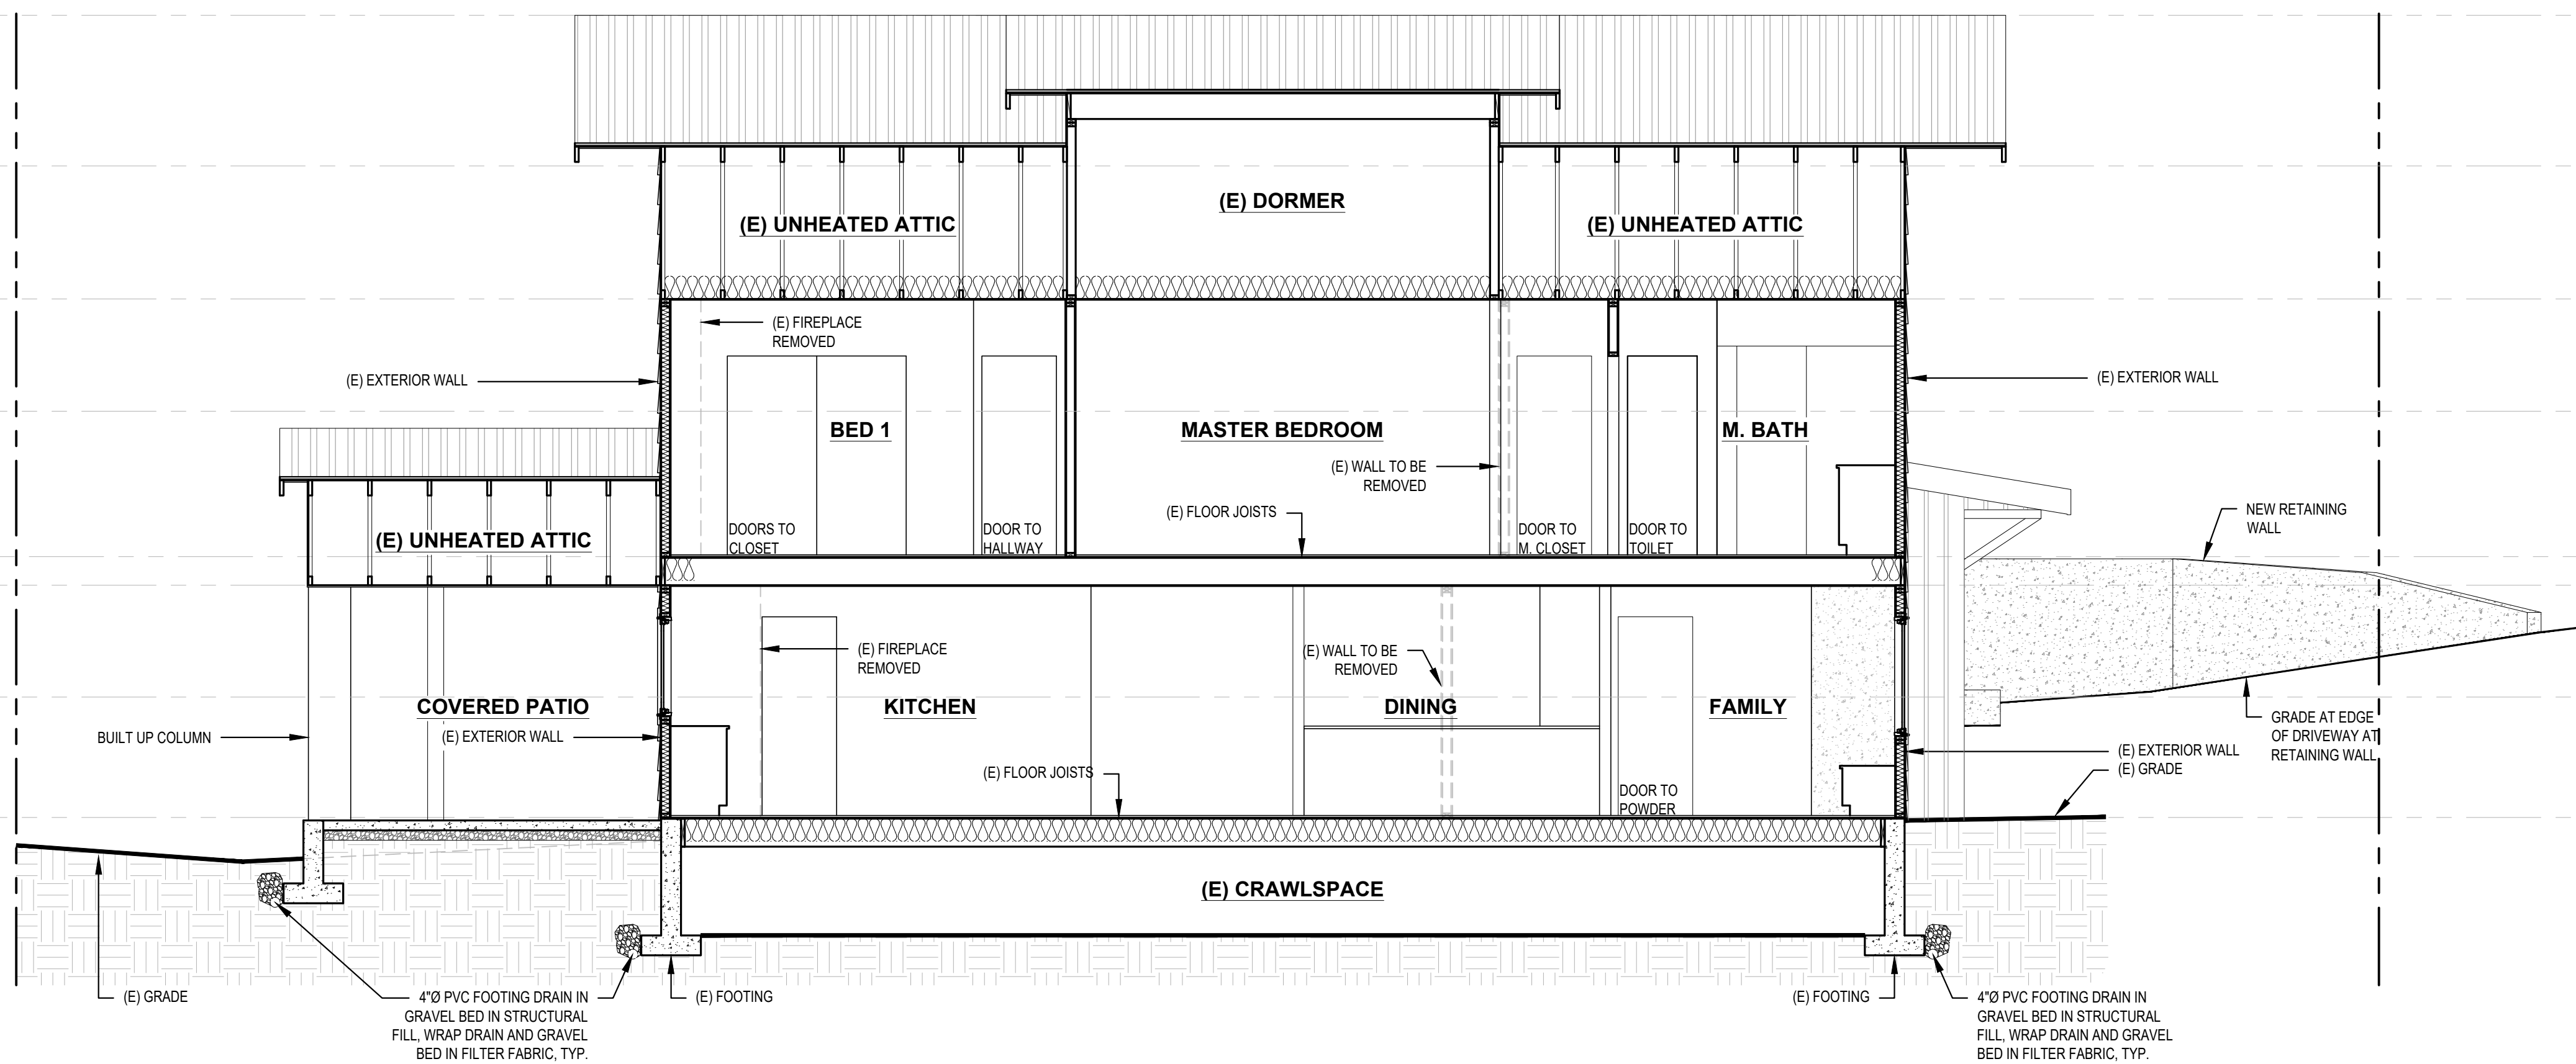 (E) DORMER
(E) UNHEATED ATTIC
(E) UNHEATED ATTIC
(E) FIREPLACE
REMOVED
(E) EXTERIOR WALL
(E) EXTERIOR WALL
BED 1
MASTER BEDROOM
M. BATH
(E) WALL TO BE
REMOVED
(E) FLOOR JOISTS
NEW RETAINING
WALL
DOORS TO
CLOSET
DOOR TO
HALLWAY
DOOR TO
M. CLOSET
DOOR TO
TOILET
(E) UNHEATED ATTIC
(E) FIREPLACE
REMOVED
(E) WALL TO BE
REMOVED
COVERED PATIO
KITCHEN
DINING
FAMILY
GRADE AT EDGE
OF DRIVEWAY AT
RETAINING WALL
BUILT UP COLUMN
(E) EXTERIOR WALL
(E) EXTERIOR WALL
(E) GRADE
(E) FLOOR JOISTS
DOOR TO
POWDER
(E) CRAWLSPACE
(E) GRADE
4"Ø PVC FOOTING DRAIN IN
GRAVEL BED IN STRUCTURAL
FILL, WRAP DRAIN AND GRAVEL
BED IN FILTER FABRIC, TYP.
(E) FOOTING
(E) FOOTING
4"Ø PVC FOOTING DRAIN IN
GRAVEL BED IN STRUCTURAL
FILL, WRAP DRAIN AND GRAVEL
BED IN FILTER FABRIC, TYP.